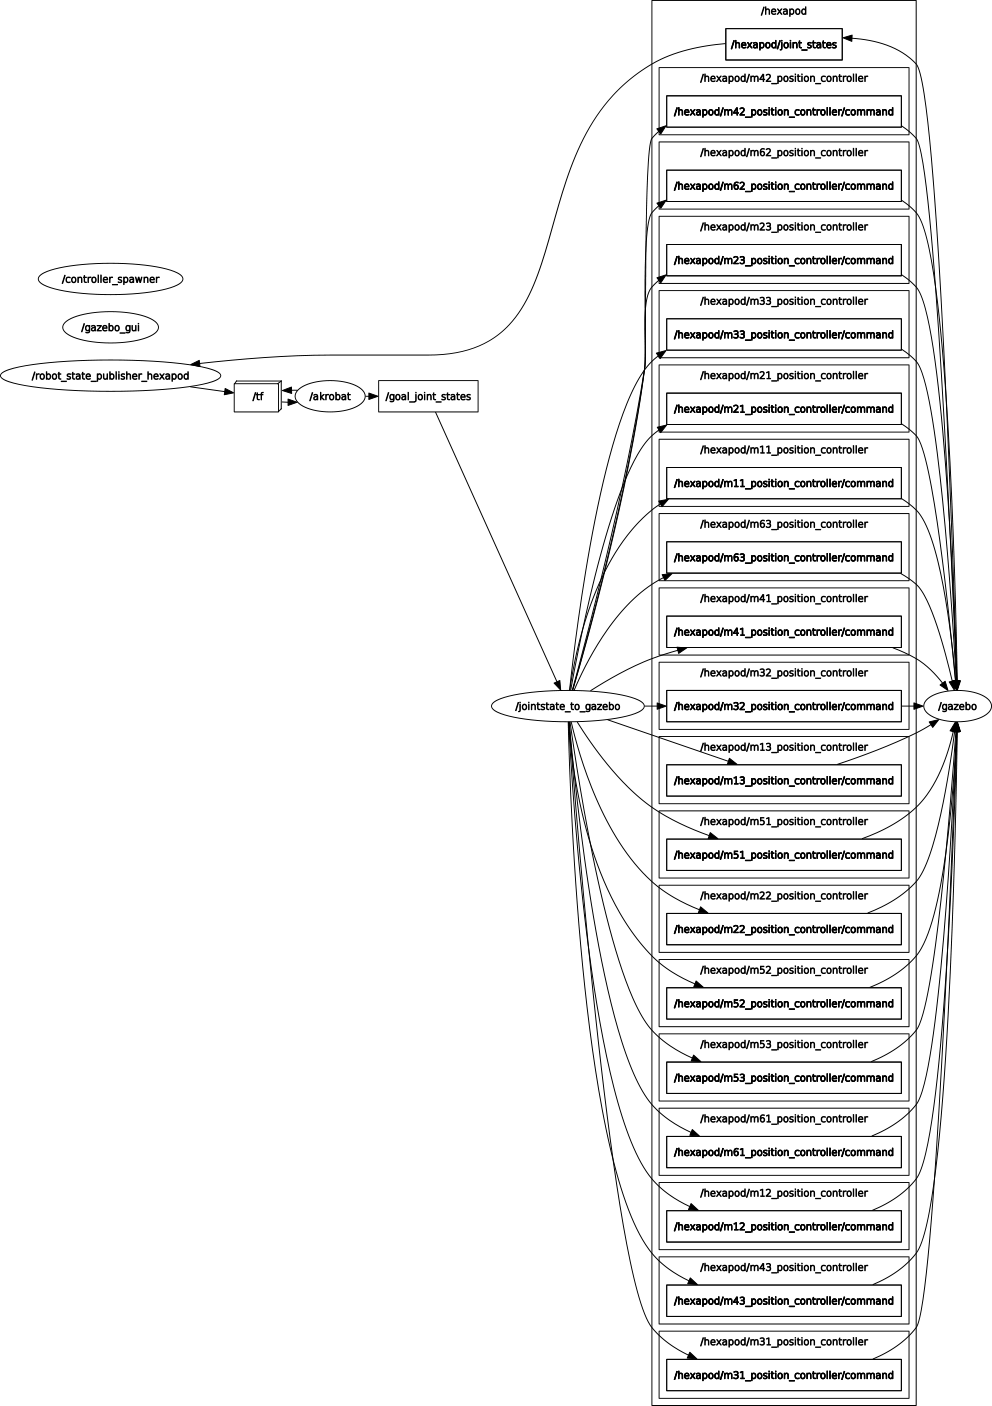 /hexapod
/hexapod/joint_states
/hexapod/m42_position_controller
/hexapod/m42_position_controller/command
/hexapod/m62_position_controller
/hexapod/m62_position_controller/command
/hexapod/m23_position_controller
/hexapod/m23_position_controller/command
/controller_spawner
/hexapod/m33_position_controller
/gazebo_gui
/hexapod/m33_position_controller/command
/robot_state_publisher_hexapod
/hexapod/m21_position_controller
/tf
/akrobat
/goal_joint_states
/hexapod/m21_position_controller/command
/hexapod/m11_position_controller
/hexapod/m11_position_controller/command
/hexapod/m63_position_controller
/hexapod/m63_position_controller/command
/hexapod/m41_position_controller
/hexapod/m41_position_controller/command
/hexapod/m32_position_controller
/jointstate_to_gazebo
/hexapod/m32_position_controller/command
/gazebo
/hexapod/m13_position_controller
/hexapod/m13_position_controller/command
/hexapod/m51_position_controller
/hexapod/m51_position_controller/command
/hexapod/m22_position_controller
/hexapod/m22_position_controller/command
/hexapod/m52_position_controller
/hexapod/m52_position_controller/command
/hexapod/m53_position_controller
/hexapod/m53_position_controller/command
/hexapod/m61_position_controller
/hexapod/m61_position_controller/command
/hexapod/m12_position_controller
/hexapod/m12_position_controller/command
/hexapod/m43_position_controller
/hexapod/m43_position_controller/command
/hexapod/m31_position_controller
/hexapod/m31_position_controller/command